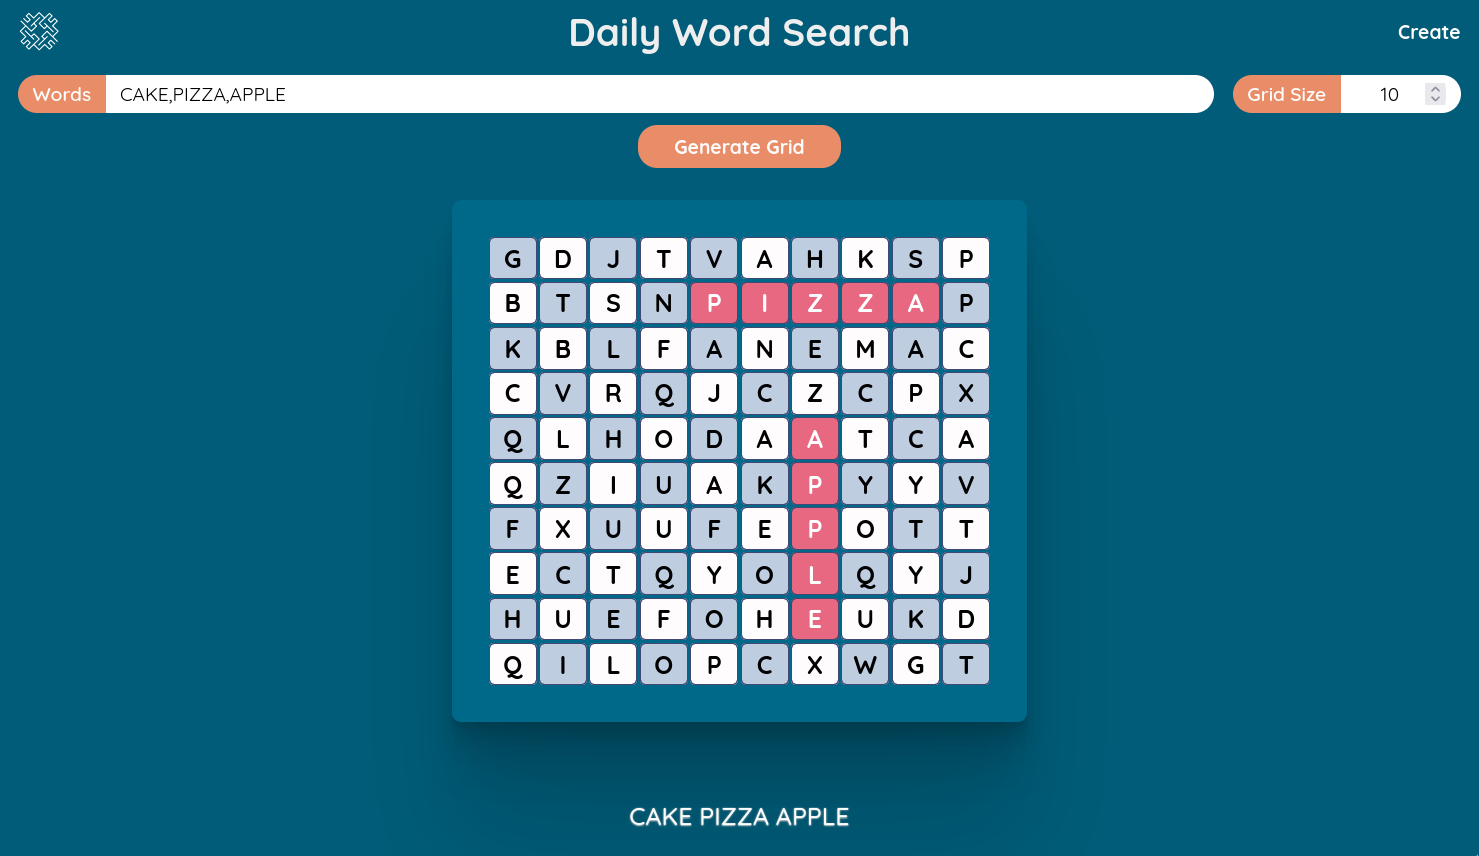 Daily Word Search
Create
Words CAKE,PIZZA,APPLE Grid Size 10
Generate Grid
G D J T V A H K S P
B T S N P I Z Z A P
K B L F A N E M A C
C V R Q J C Z C P X
Q L H O D A A T C A
Q Z I U A K P Y Y V
F X U U F E P O T T
E C T Q Y O L Q Y J
H U E F O H E U K D
Q I L O P C X W G T
CAKE PIZZA APPLE